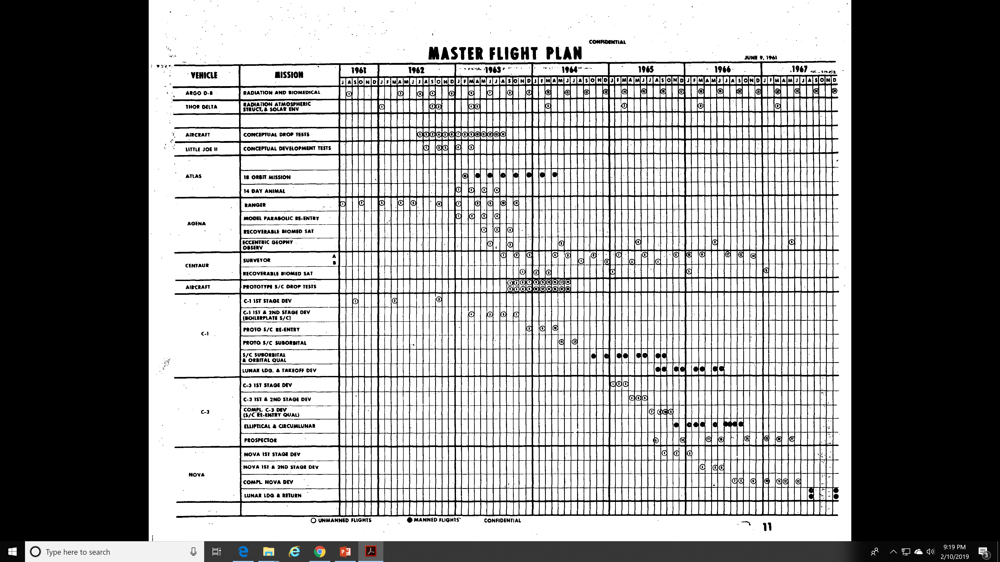 CONFIDENTIAL
MASTER FLIGHT PLAN
JUNE 9, 1961
VEHICLE MISSION 1961 1962 1963 1964 1965 1966 1967
J A S O N D J F M A M J J A S O N D J F M A M J J A S O N D J F M A M J J A S O N D J F M A M J J A S O N D J F M A M J J A S O N D J F M A M J J A S O N D
ARGO D-8 RADIATION AND BIOMEDICAL
THOR DELTA RADIATION ATMOSPHERIC
STRUCT, & SOLAR ENV
AIRCRAFT CONCEPTUAL DROP TESTS
LITTLE JOE II CONCEPTUAL DEVELOPMENT TESTS
ATLAS
18 ORBIT MISSION
14 DAY ANIMAL
AGENA
RANGER
MODEL PARABOLIC RE-ENTRY
RECOVERABLE BIOMED SAT
ECCENTRIC GEOPHY
OBSERV
CENTAUR
SURVEYOR A
B
RECOVERABLE BIOMED SAT
AIRCRAFT PROTOTYPE S/C DROP TESTS
C-1
C-1 1ST STAGE DEV
C-1 1ST & 2ND STAGE DEV
(BOILERPLATE S/C)
PROTO S/C RE-ENTRY
PROTO S/C SUBORBITAL
S/C SUBORBITAL
& ORBITAL QUAL
LUNAR LDG. & TAKEOFF DEV
C-3
C-3 1ST STAGE DEV
C-3 1ST & 2ND STAGE DEV
COMPL. C-3 DEV
(S/C RE-ENTRY QUAL)
ELLIPTICAL & CIRCUMLUNAR
PROSPECTOR
NOVA
NOVA 1ST STAGE DEV
NOVA 1ST & 2ND STAGE DEV
COMPL. NOVA DEV
LUNAR LDG & RETURN
UNMANNED FLIGHTS MANNED FLIGHTS CONFIDENTIAL
11
Type here to search
9:19 PM
2/10/2019
3